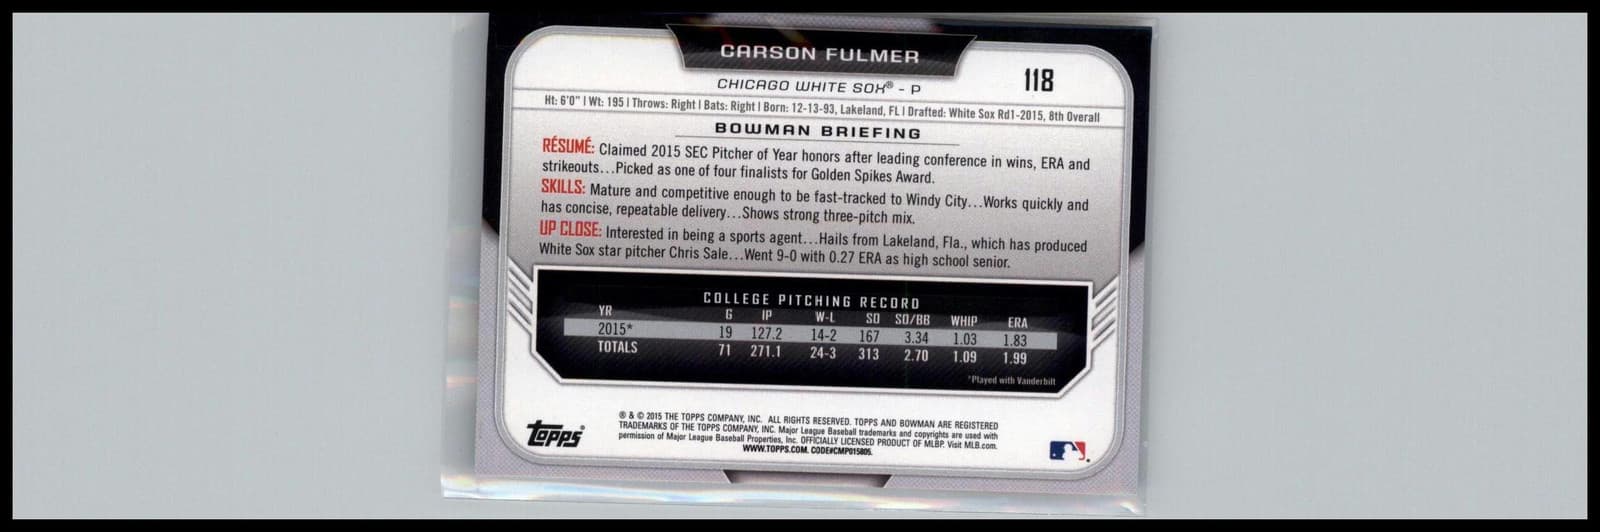 CARSON FULMER
118
CHICAGO WHITE SOX® - P
Ht: 6'0" | Wt: 195 | Throws: Right | Bats: Right | Born: 12-13-93, Lakeland, FL | Drafted: White Sox Rd1-2015, 8th Overall
BOWMAN BRIEFING
RÉSUMÉ: Claimed 2015 SEC Pitcher of Year honors after leading conference in wins, ERA and
strikeouts...Picked as one of four finalists for Golden Spikes Award.
SKILLS: Mature and competitive enough to be fast-tracked to Windy City...Works quickly and
has concise, repeatable delivery...Shows strong three-pitch mix.
UP CLOSE: Interested in being a sports agent...Hails from Lakeland, Fla., which has produced
White Sox star pitcher Chris Sale...Went 9-0 with 0.27 ERA as high school senior.
COLLEGE PITCHING RECORD
YR G IP W-L SO SO/BB WHIP ERA
2015* 19 127.2 14-2 167 3.34 1.03 1.83
TOTALS 71 271.1 24-3 313 2.70 1.09 1.99
*Played with Vanderbilt
® & © 2015 THE TOPPS COMPANY, INC. ALL RIGHTS RESERVED. TOPPS AND BOWMAN ARE REGISTERED
TRADEMARKS OF THE TOPPS COMPANY, INC. Major League Baseball trademarks and copyrights are used with
permission of Major League Baseball Properties, Inc. OFFICIALLY LICENSED PRODUCT OF MLBP. Visit MLB.com.
WWW.TOPPS.COM. CODE#CMP015805.
Topps®